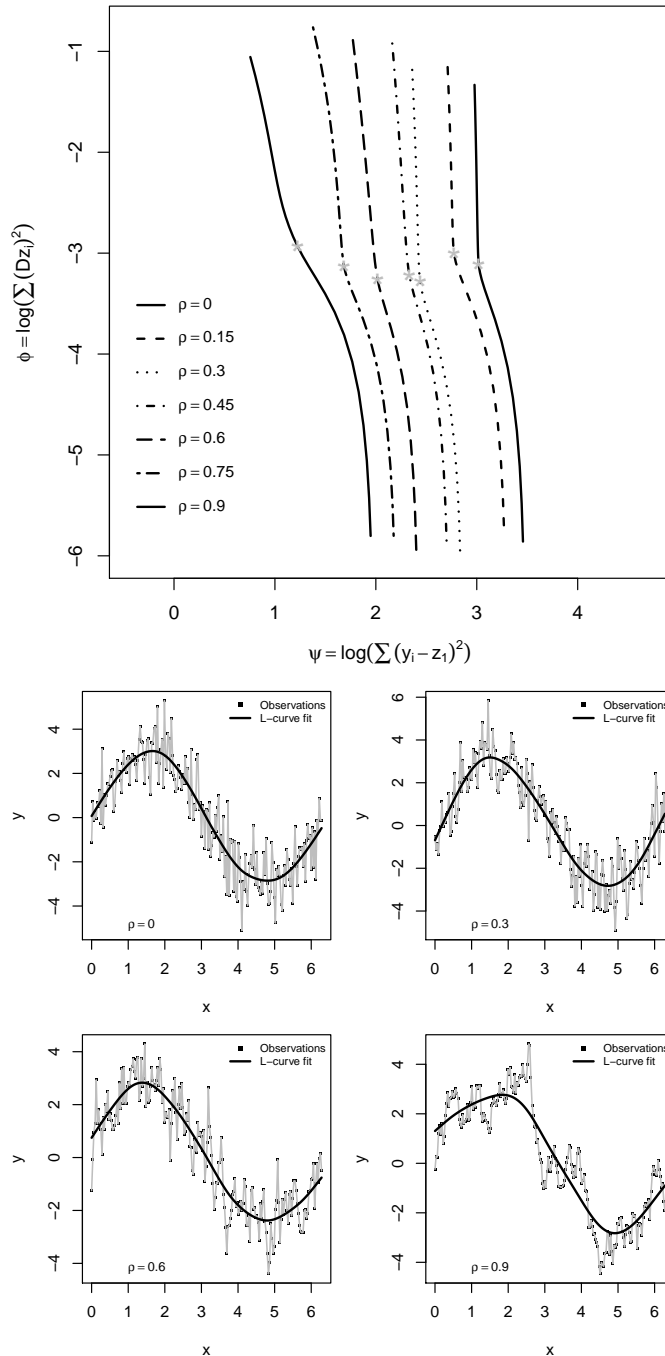 −1
−2
−3
−4
−5
−6
ϕ = log(∑(Dzᵢ)²)
ρ = 0
ρ = 0.15
ρ = 0.3
ρ = 0.45
ρ = 0.6
ρ = 0.75
ρ = 0.9
0 1 2 3 4
ψ = log(∑(yᵢ − z₁)²)
Observations
L−curve fit
4
2
0
−2
−4
y
ρ = 0
0 1 2 3 4 5 6
x
Observations
L−curve fit
6
4
2
0
−2
−4
y
ρ = 0.3
0 1 2 3 4 5 6
x
Observations
L−curve fit
4
2
0
−2
−4
y
ρ = 0.6
0 1 2 3 4 5 6
x
Observations
L−curve fit
4
2
0
−2
−4
y
ρ = 0.9
0 1 2 3 4 5 6
x